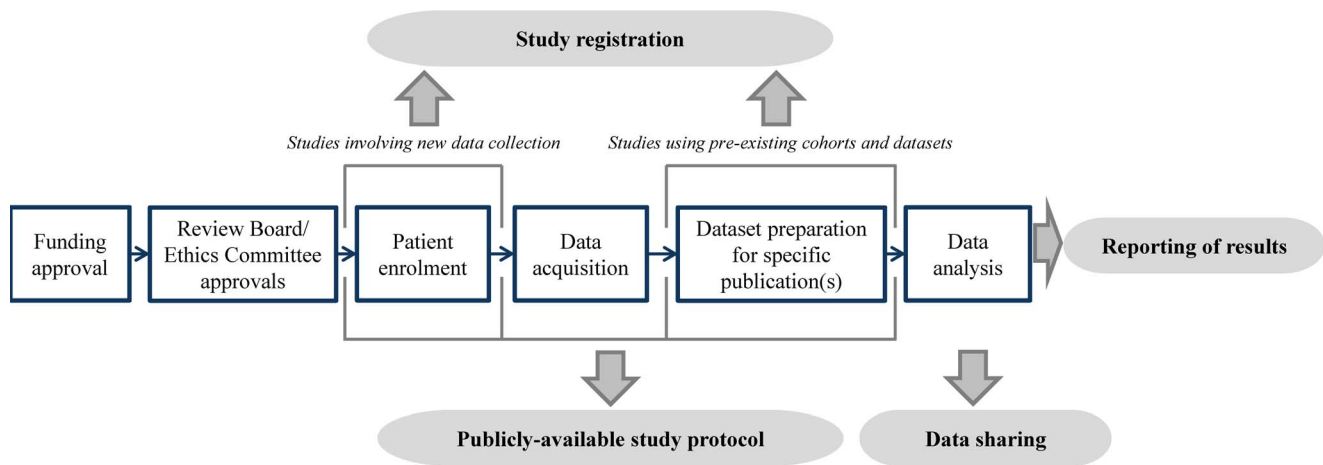 Study registration
Studies involving new data collection
Studies using pre-existing cohorts and datasets
Funding
approval
Review Board/
Ethics Committee
approvals
Patient
enrolment
Data
acquisition
Dataset preparation
for specific
publication(s)
Data
analysis
Reporting of results
Publicly-available study protocol
Data sharing